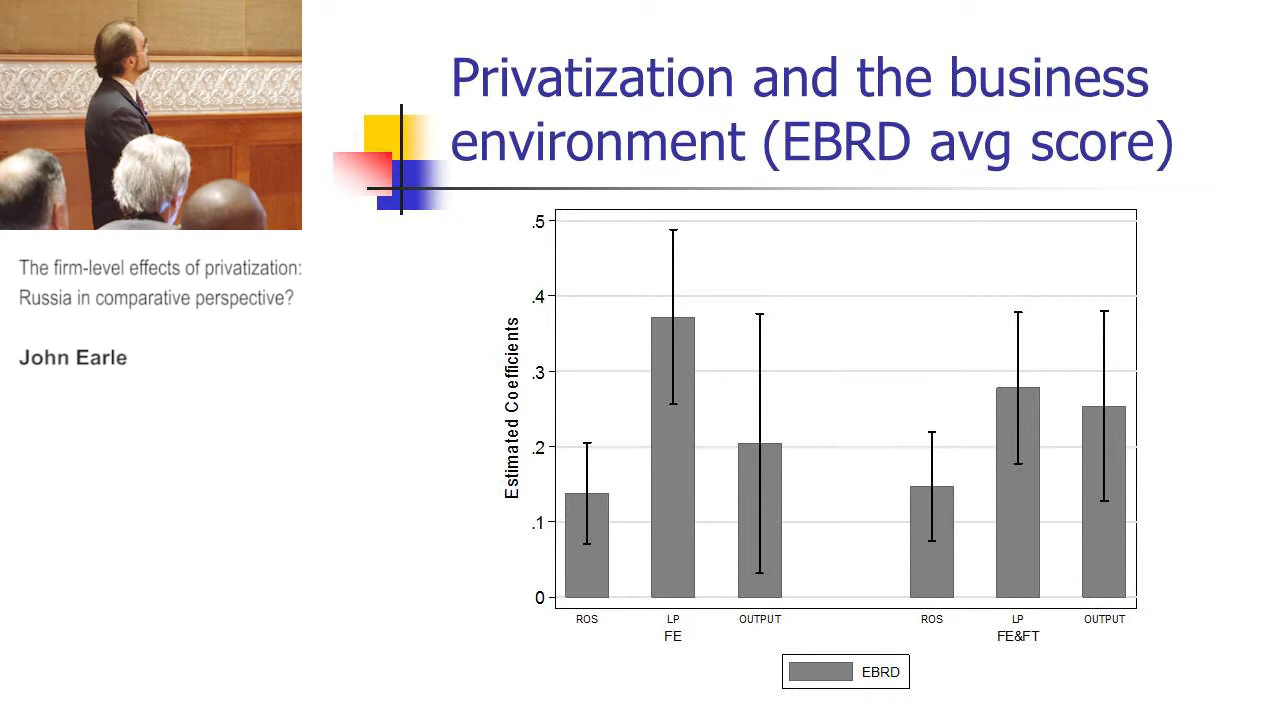 Privatization and the business
environment (EBRD avg score)
The firm-level effects of privatization:
Russia in comparative perspective?
John Earle
Estimated Coefficients
.5
.4
.3
.2
.1
0
ROS LP OUTPUT ROS LP OUTPUT
FE FE&FT
EBRD